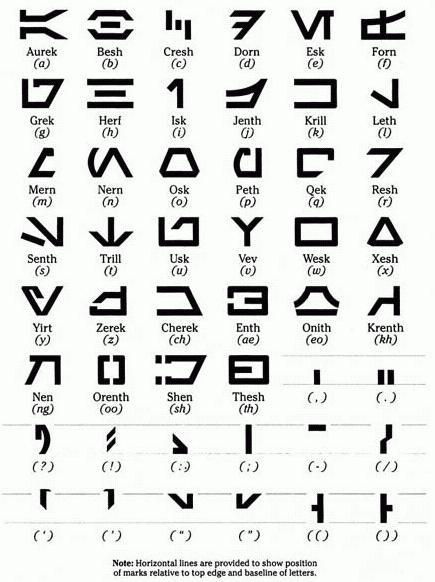 Aurek Besh Cresh Dorn Esk Forn
(a) (b) (c) (d) (e) (f)
Grek Herf Isk Jenth Krill Leth
(g) (h) (i) (j) (k) (l)
Mern Nern Osk Peth Qek Resh
(m) (n) (o) (p) (q) (r)
Senth Trill Usk Vev Wesk Xesh
(s) (t) (u) (v) (w) (x)
Yirt Zerek Cherek Enth Onith Krenth
(y) (z) (ch) (ae) (eo) (kh)
Nen Orenth Shen Thesh
(ng) (oo) (sh) (th) (,) (.)
(?) (!) (:) (;) (-) (/)
(‘) (’) (“) (”) (() ())
Note: Horizontal lines are provided to show position
of marks relative to top edge and baseline of letters.